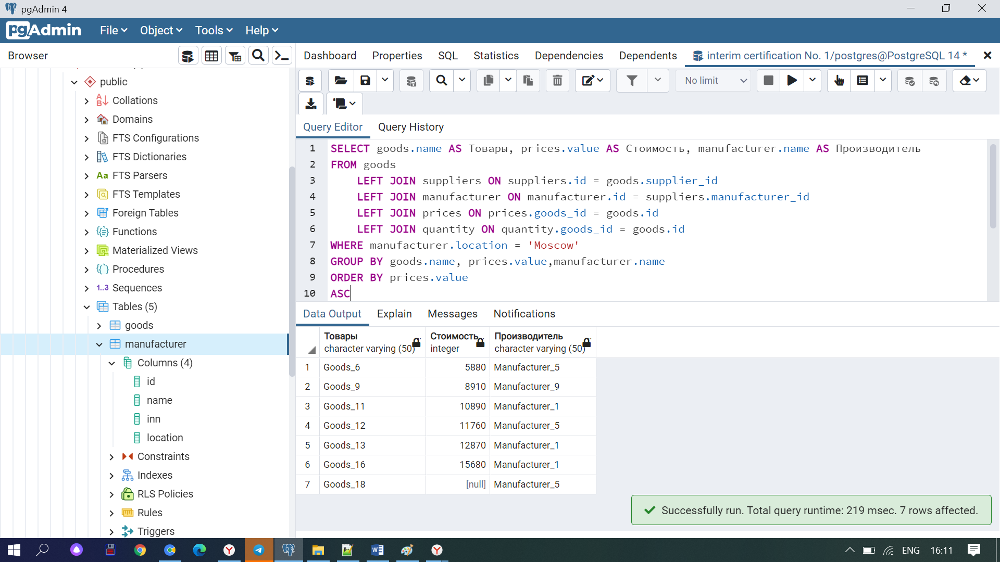 pgAdmin 4
pgAdmin File Object Tools Help
Browser
Dashboard Properties SQL Statistics Dependencies Dependents interim certification No. 1/postgres@PostgreSQL 14 *
No limit
public
Collations
Domains
FTS Configurations
FTS Dictionaries
Aa FTS Parsers
FTS Templates
Foreign Tables
Functions
Materialized Views
Procedures
1..3 Sequences
Tables (5)
goods
manufacturer
Columns (4)
id
name
inn
location
Constraints
Indexes
RLS Policies
Rules
Triggers
Query Editor Query History
1 SELECT goods.name AS Товары, prices.value AS Стоимость, manufacturer.name AS Производитель
2 FROM goods
3 LEFT JOIN suppliers ON suppliers.id = goods.supplier_id
4 LEFT JOIN manufacturer ON manufacturer.id = suppliers.manufacturer_id
5 LEFT JOIN prices ON prices.goods_id = goods.id
6 LEFT JOIN quantity ON quantity.goods_id = goods.id
7 WHERE manufacturer.location = 'Moscow'
8 GROUP BY goods.name, prices.value,manufacturer.name
9 ORDER BY prices.value
10 ASC
Data Output Explain Messages Notifications
Товары Стоимость Производитель
character varying (50) integer character varying (50)
1 Goods_6 5880 Manufacturer_5
2 Goods_9 8910 Manufacturer_9
3 Goods_11 10890 Manufacturer_1
4 Goods_12 11760 Manufacturer_5
5 Goods_13 12870 Manufacturer_1
6 Goods_16 15680 Manufacturer_1
7 Goods_18 [null] Manufacturer_5
Successfully run. Total query runtime: 219 msec. 7 rows affected.
ENG 16:11